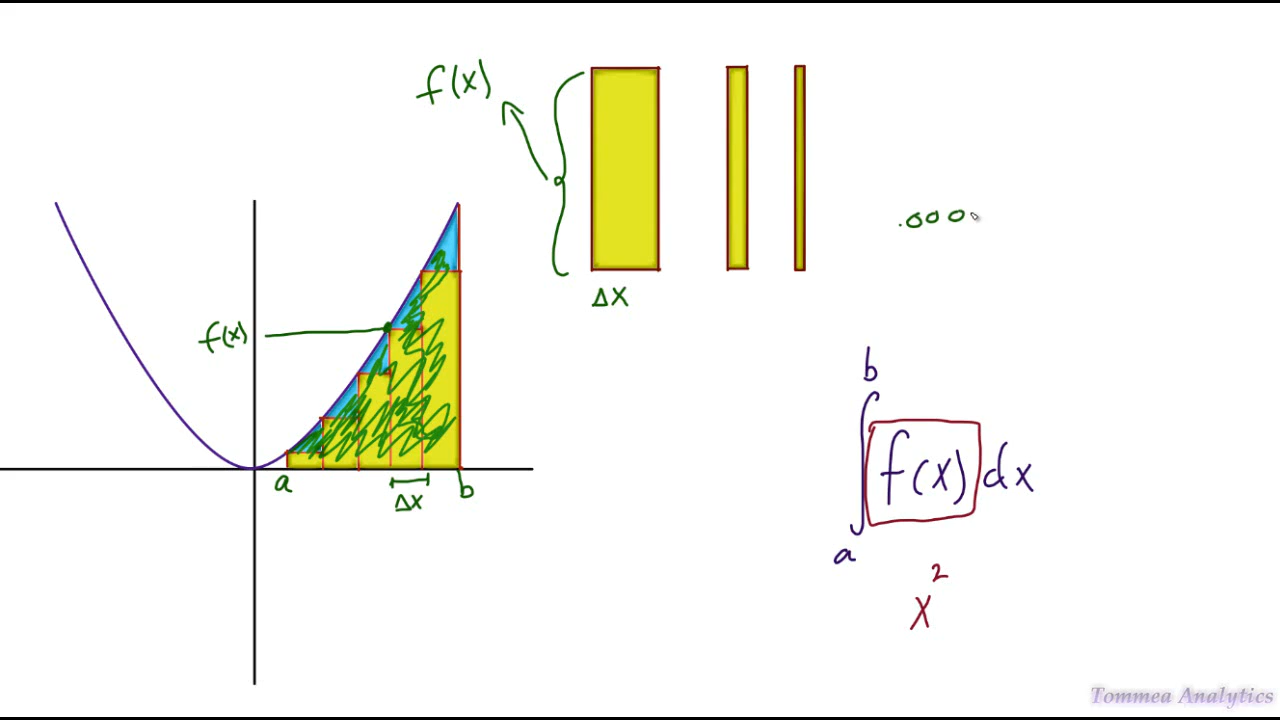 f(x)
Δx
.000
f(x)
a
Δx
b
b
∫ f(x) dx
a
x²
Tommea Analytics